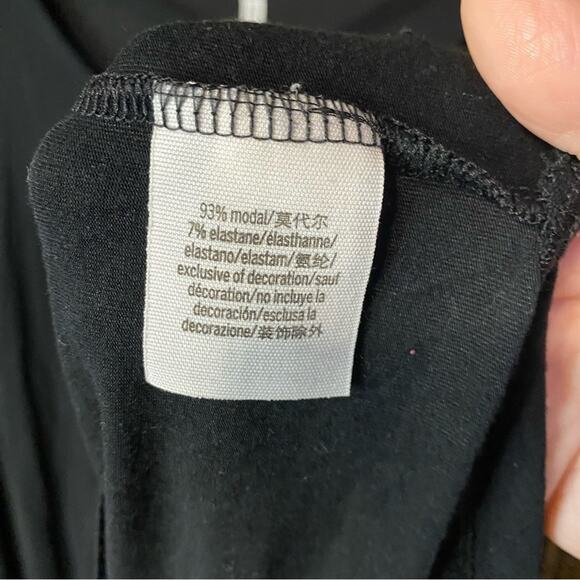 93% modal/莫代尔
7% elastane/élasthanne/
elastano/elastam/氨纶/
exclusive of decoration/sauf
décoration/no incluye la
decoración/esclusa la
decorazione/装饰除外